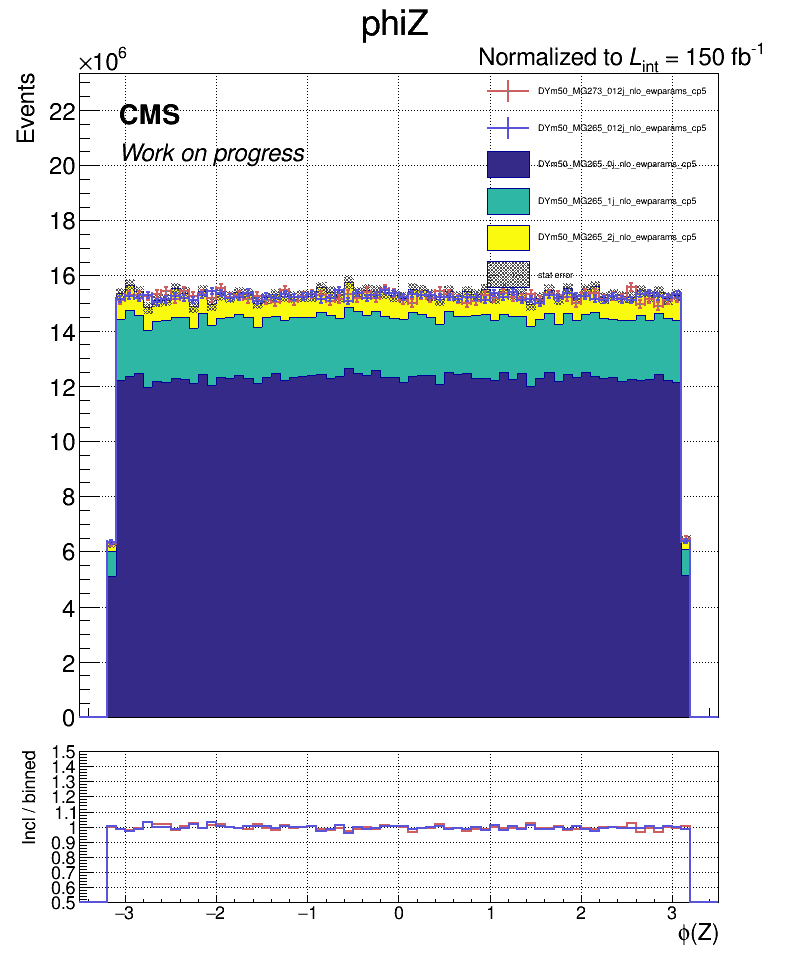 phiZ
×10⁶
Normalized to L_int = 150 fb⁻¹
Events
CMS
Work on progress
DYm50_MG273_012j_nlo_ewparams_cp5
DYm50_MG265_012j_nlo_ewparams_cp5
DYm50_MG265_0j_nlo_ewparams_cp5
DYm50_MG265_1j_nlo_ewparams_cp5
DYm50_MG265_2j_nlo_ewparams_cp5
stat error
22
20
18
16
14
12
10
8
6
4
2
0
Incl / binned
1.5
1.4
1.3
1.2
1.1
1
0.9
0.8
0.7
0.6
0.5
−3 −2 −1 0 1 2 3
ϕ(Z)